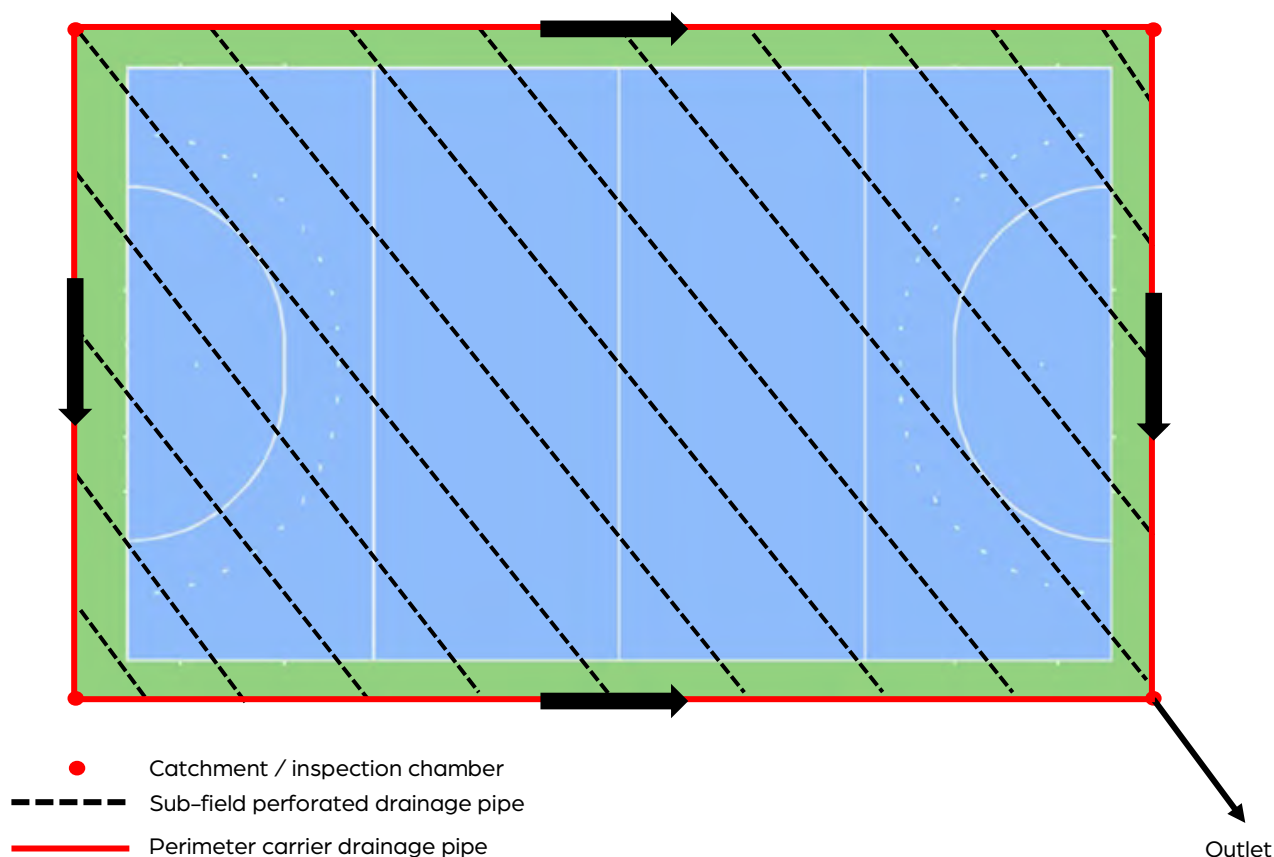 Catchment / inspection chamber
Sub-field perforated drainage pipe
Perimeter carrier drainage pipe
Outlet